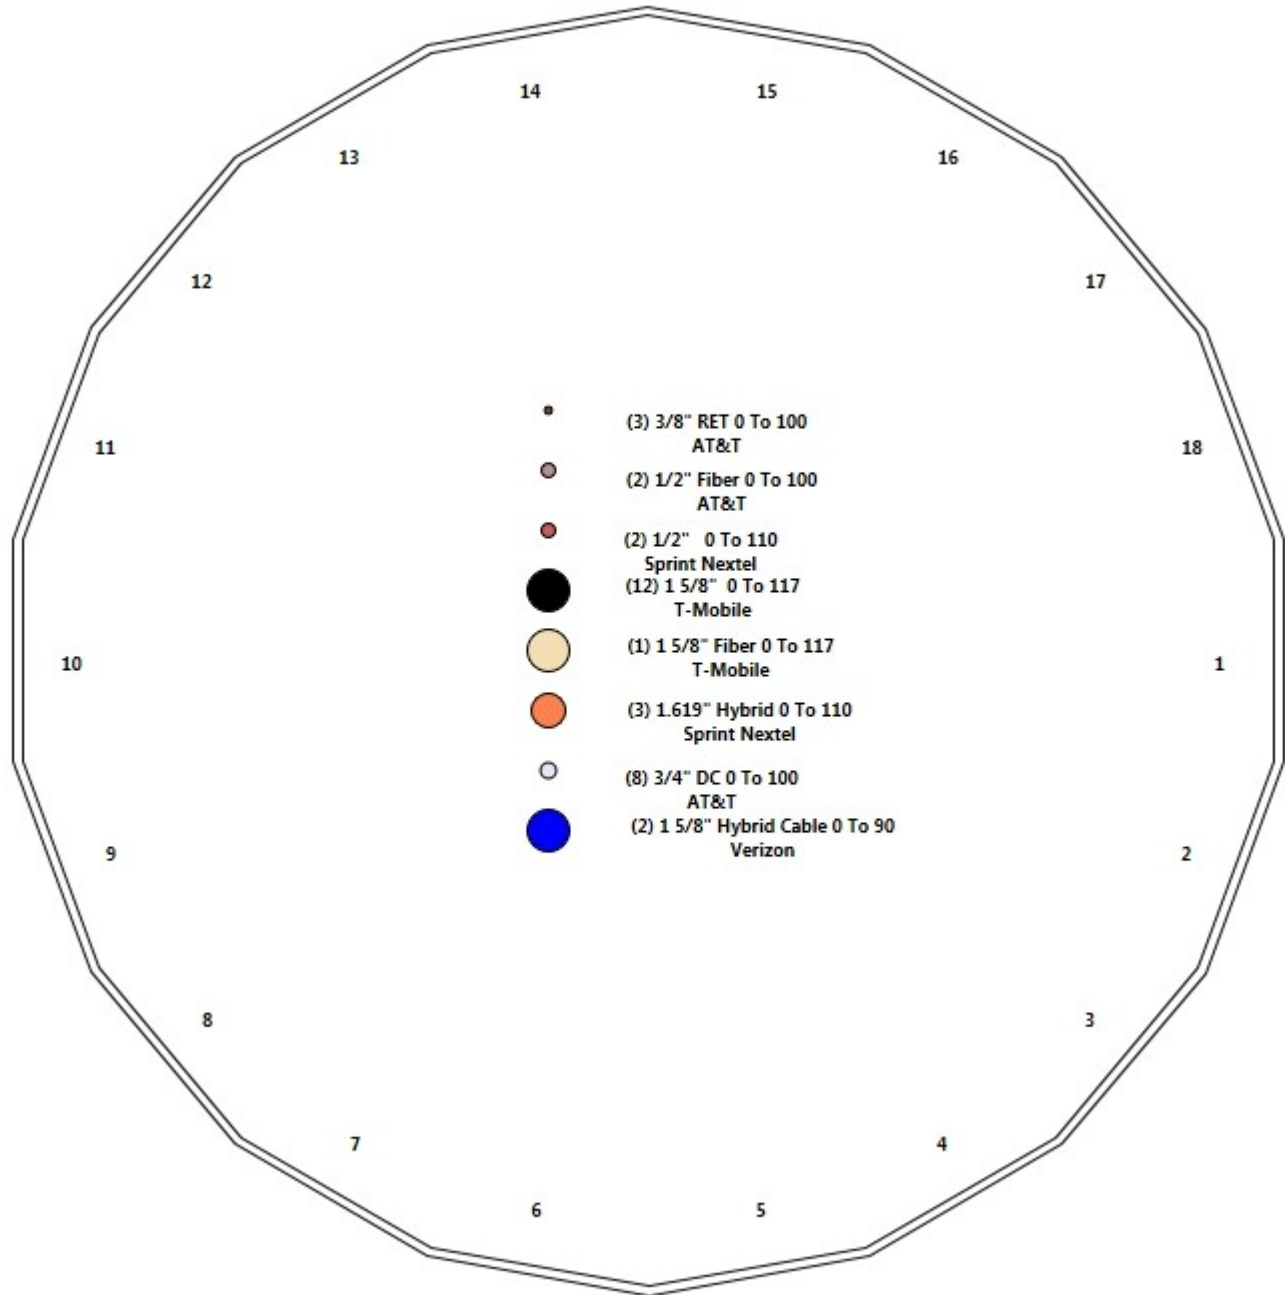 14
15
13
16
12
17
(3) 3/8" RET 0 To 100
AT&T
11
18
(2) 1/2" Fiber 0 To 100
AT&T
(2) 1/2" 0 To 110
Sprint Nextel
(12) 1 5/8" 0 To 117
T-Mobile
(1) 1 5/8" Fiber 0 To 117
T-Mobile
10
1
(3) 1.619" Hybrid 0 To 110
Sprint Nextel
(8) 3/4" DC 0 To 100
AT&T
(2) 1 5/8" Hybrid Cable 0 To 90
Verizon
9
2
8
3
7
4
6
5